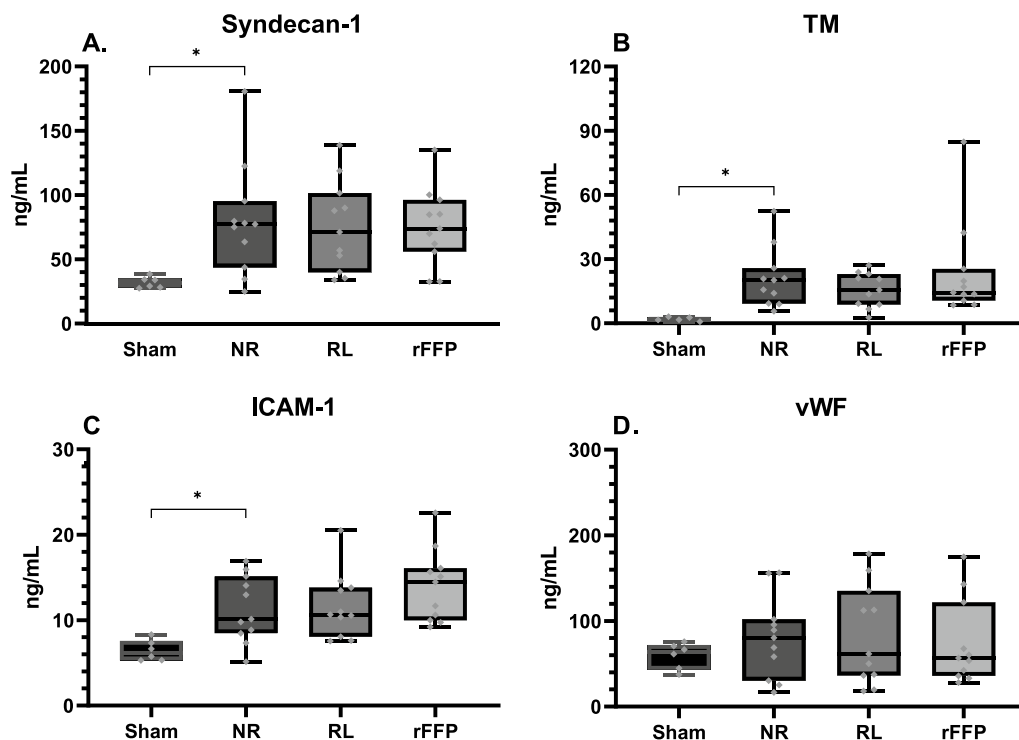 A.
Syndecan-1
*
ng/mL
200
150
100
50
0
Sham NR RL rFFP
B
TM
*
ng/mL
120
90
60
30
0
Sham NR RL rFFP
C
ICAM-1
*
ng/mL
30
20
10
0
Sham NR RL rFFP
D.
vWF
ng/mL
300
200
100
0
Sham NR RL rFFP